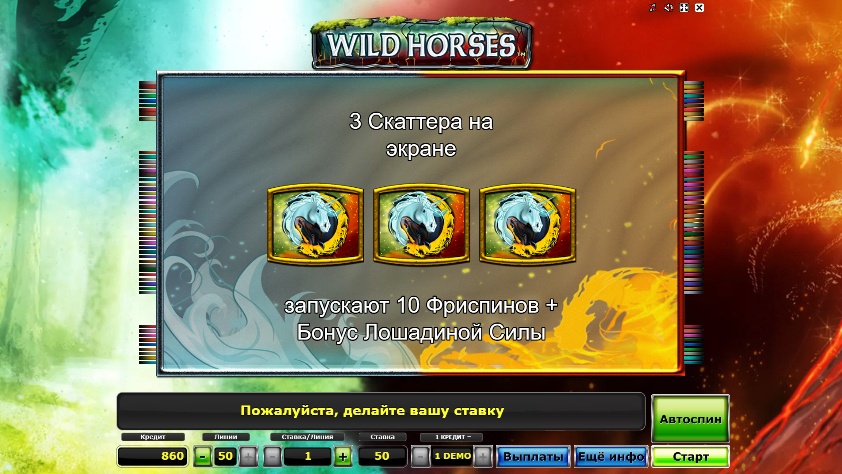 WILD HORSES
3 Скаттера на
экране
запускают 10 Фриспинов +
Бонус Лошадиной Силы
Пожалуйста, делайте вашу ставку
Автоспин
Кредит Линии Ставка/Линия Ставка 1 КРЕДИТ =
860 - 50 + - 1 + 50 - 1 DEMO + Выплаты Ещё инфо Старт